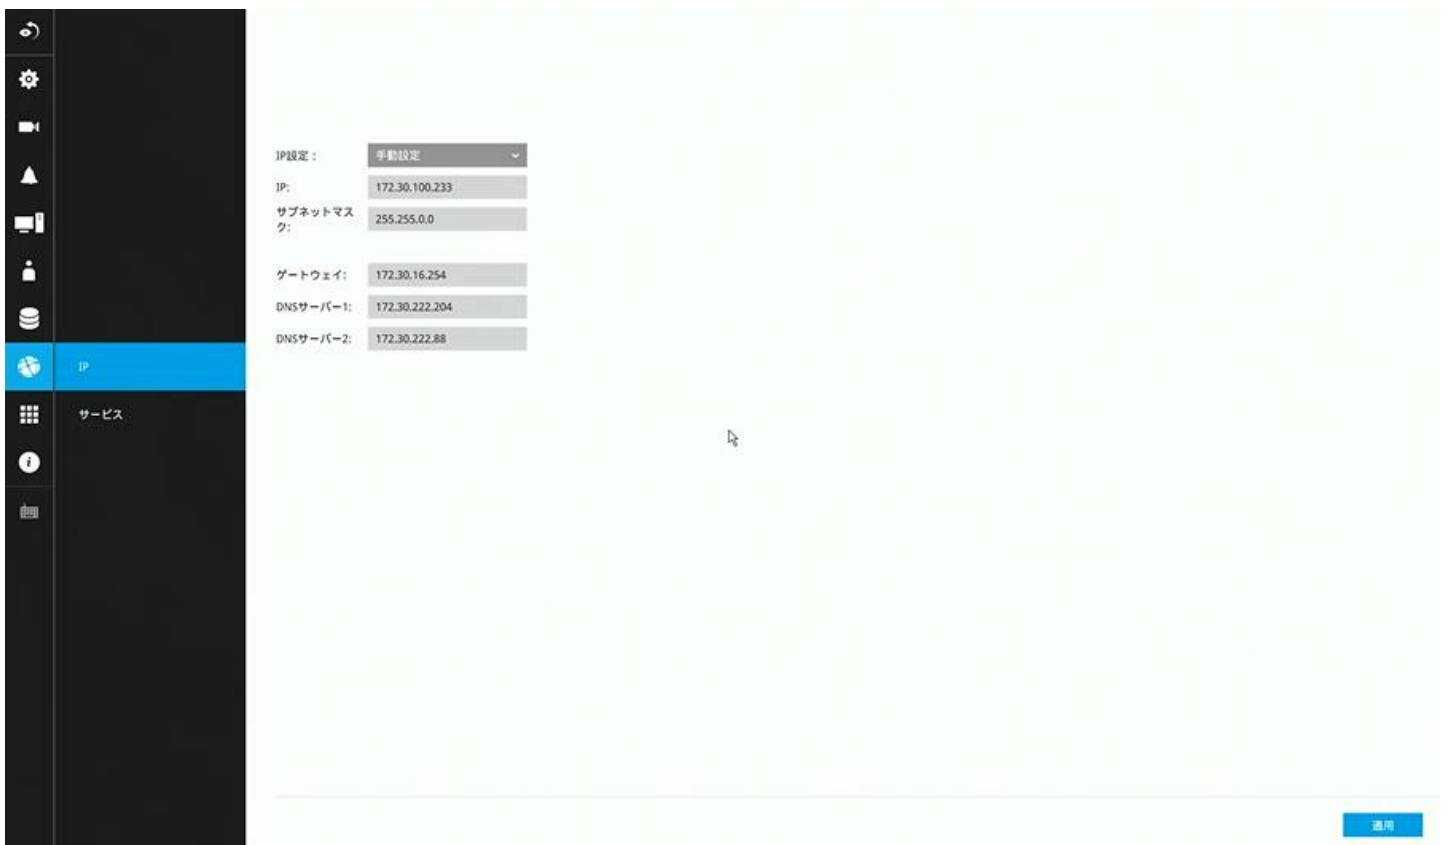 IP設定：
手動設定
IP:
172.30.100.233
サブネットマス
ク:
255.255.0.0
ゲートウェイ:
172.30.16.254
DNSサーバー1:
172.30.222.204
DNSサーバー2:
172.30.222.88
IP
サービス
適用